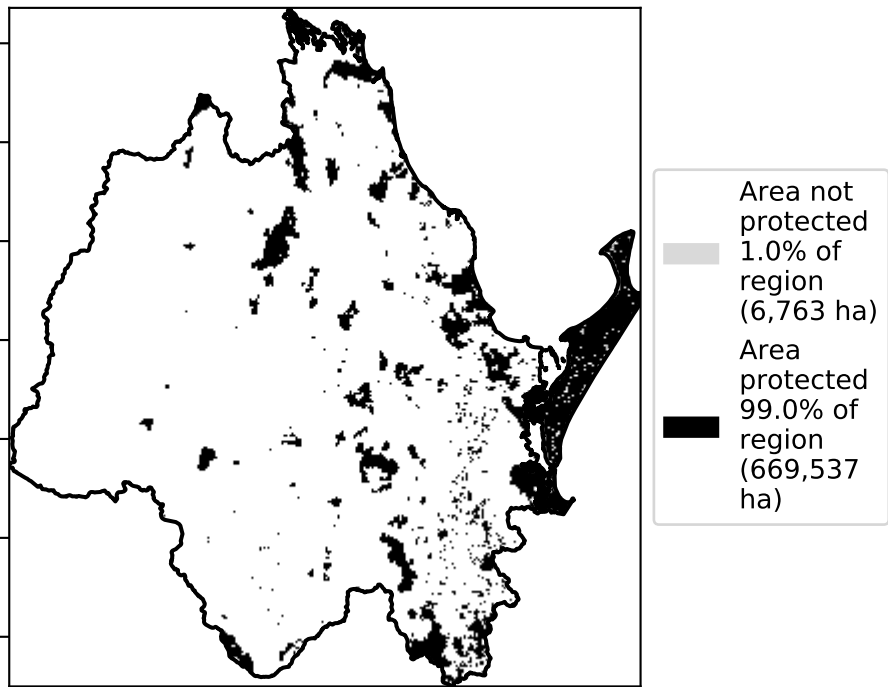 Area not
protected
1.0% of
region
(6,763 ha)
Area
protected
99.0% of
region
(669,537
ha)